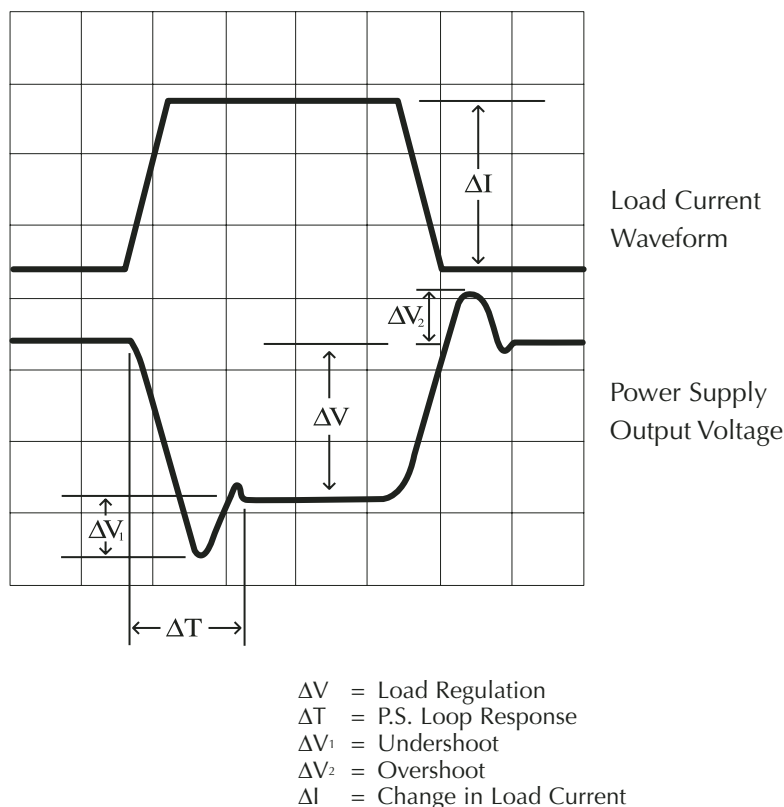 ΔI
Load Current
Waveform
ΔV₂
ΔV
Power Supply
Output Voltage
ΔV₁
ΔT
ΔV = Load Regulation
ΔT = P.S. Loop Response
ΔV₁ = Undershoot
ΔV₂ = Overshoot
ΔI = Change in Load Current